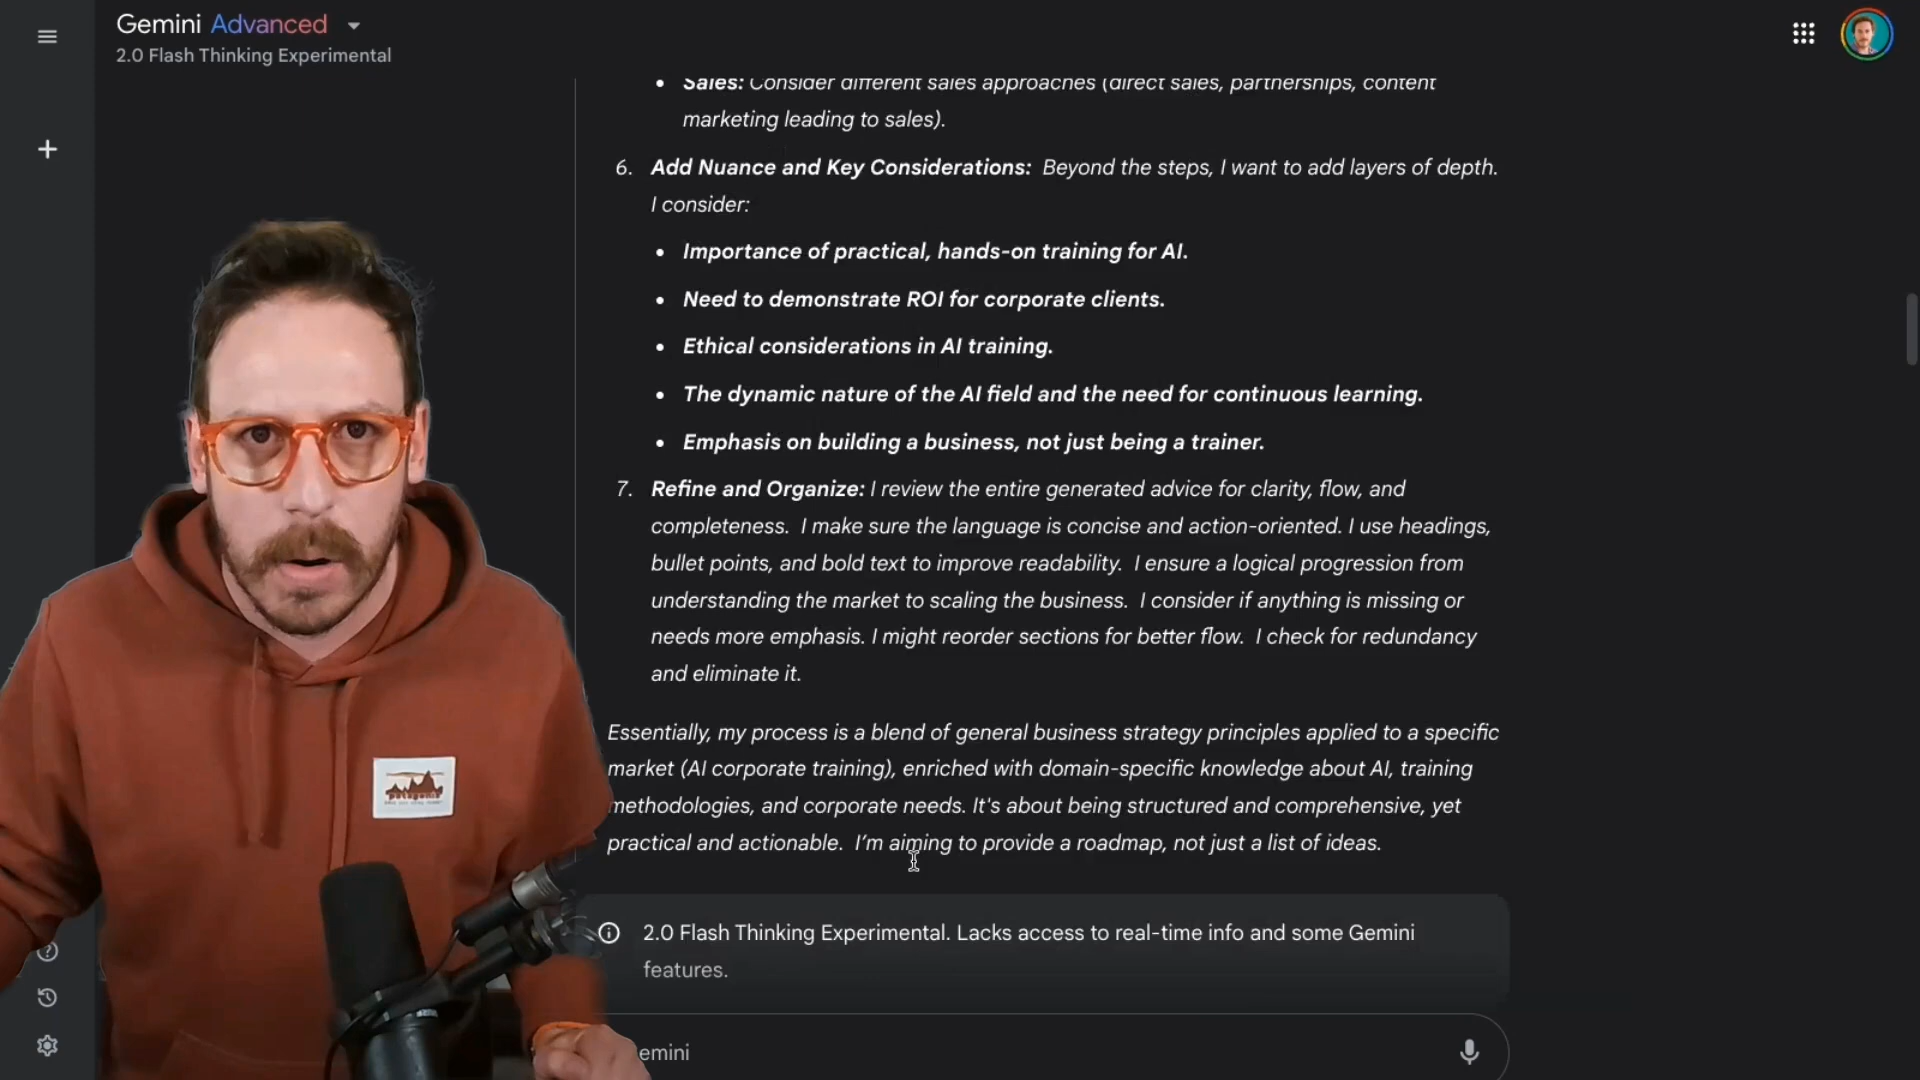 Gemini Advanced
2.0 Flash Thinking Experimental
Sales: Consider different sales approaches (direct sales, partnerships, content
marketing leading to sales).
6. Add Nuance and Key Considerations: Beyond the steps, I want to add layers of depth.
I consider:
• Importance of practical, hands-on training for AI.
• Need to demonstrate ROI for corporate clients.
• Ethical considerations in AI training.
• The dynamic nature of the AI field and the need for continuous learning.
• Emphasis on building a business, not just being a trainer.
7. Refine and Organize: I review the entire generated advice for clarity, flow, and
completeness. I make sure the language is concise and action-oriented. I use headings,
bullet points, and bold text to improve readability. I ensure a logical progression from
understanding the market to scaling the business. I consider if anything is missing or
needs more emphasis. I might reorder sections for better flow. I check for redundancy
and eliminate it.
Essentially, my process is a blend of general business strategy principles applied to a specific
market (AI corporate training), enriched with domain-specific knowledge about AI, training
methodologies, and corporate needs. It's about being structured and comprehensive, yet
practical and actionable. I'm aiming to provide a roadmap, not just a list of ideas.
patagonia
2.0 Flash Thinking Experimental. Lacks access to real-time info and some Gemini
features.
emini